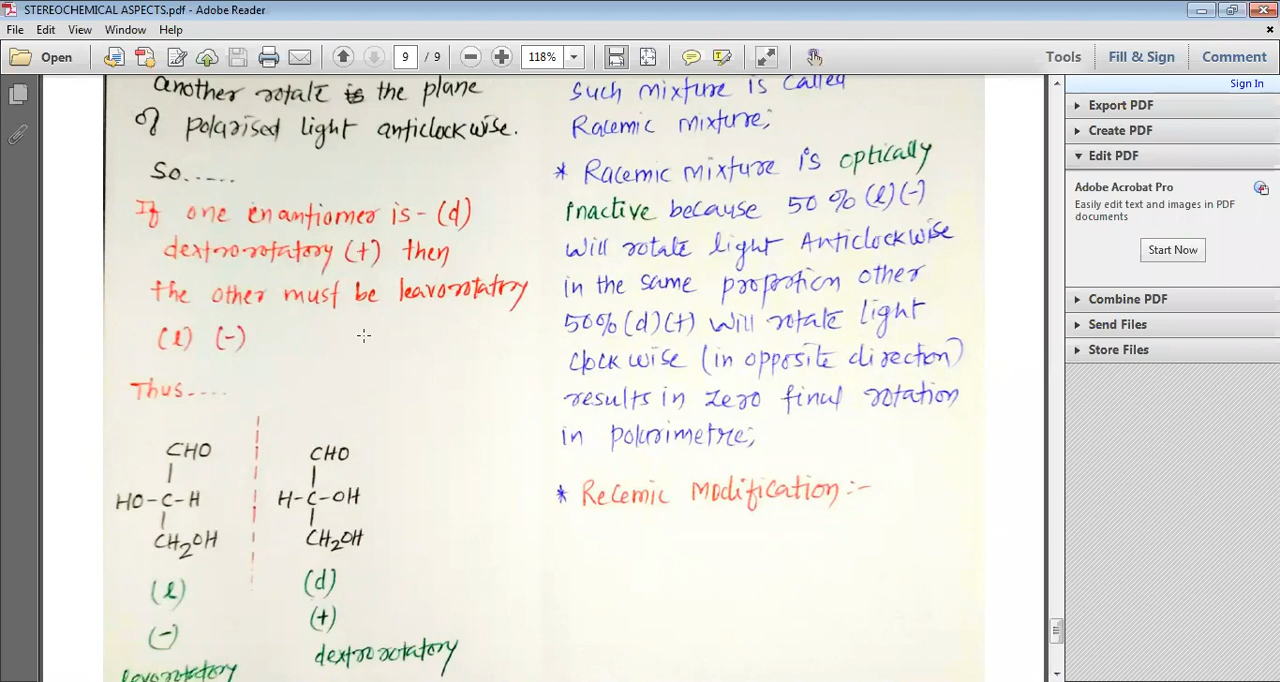 STEREOCHEMICAL ASPECTS.pdf - Adobe Reader
File Edit View Window Help
Open
9 / 9
118%
Tools
Fill & Sign
Comment
Sign In
Export PDF
Create PDF
Edit PDF
Adobe Acrobat Pro
Easily edit text and images in PDF
documents
Start Now
Combine PDF
Send Files
Store Files
another rotate the plane
of polarised light anticlockwise.
So.....
If one enantiomer is - (d)
dextrorotatory (+) then
the other must be leavorotatory
(l) (-)
Thus....
CHO
HO-C-H
CH2OH
(l)
(-)
levorotatory
CHO
H-C-OH
CH2OH
(d)
(+)
dextrorotatory
such mixture is called
Racemic mixture;
* Racemic mixture is optically
inactive because 50% (l) (-)
will rotate light Anticlockwise
in the same proportion other
50% (d) (+) will rotate light
clockwise (in opposite direction)
results in zero final rotation
in polarimetre;
* Recemic Modification:-